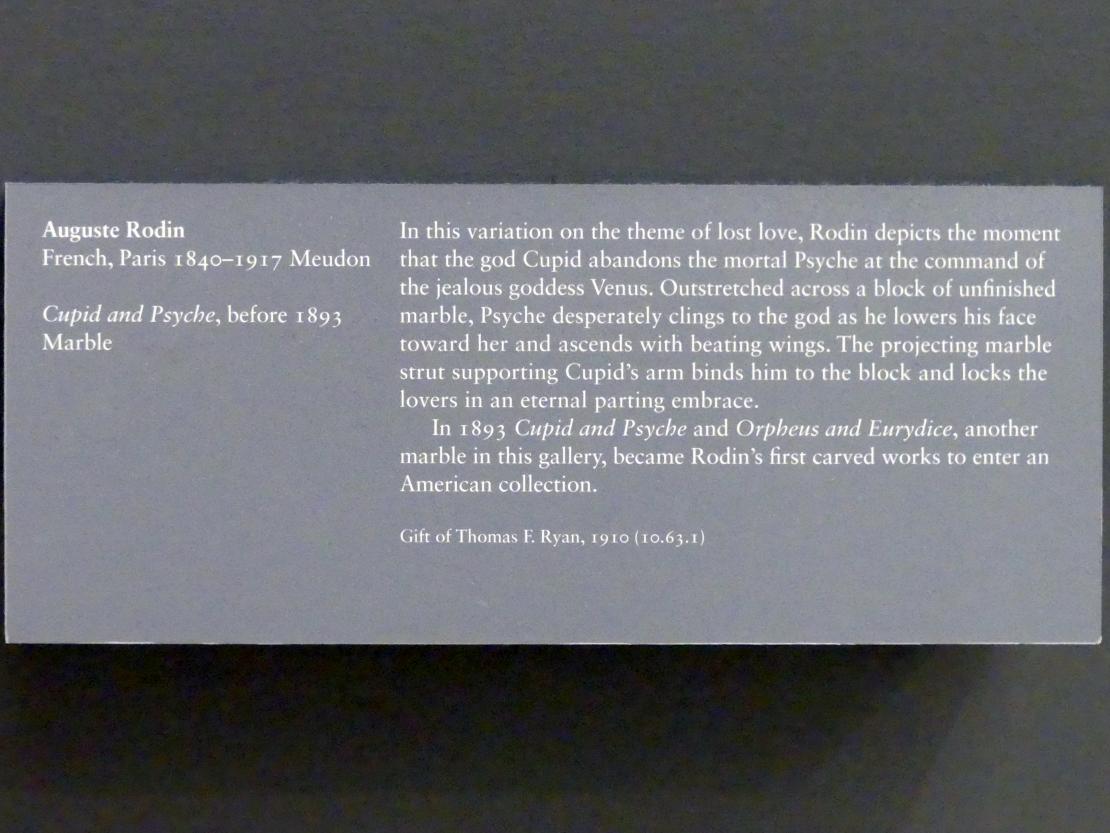 Auguste Rodin
French, Paris 1840–1917 Meudon
Cupid and Psyche, before 1893
Marble
In this variation on the theme of lost love, Rodin depicts the moment
that the god Cupid abandons the mortal Psyche at the command of
the jealous goddess Venus. Outstretched across a block of unfinished
marble, Psyche desperately clings to the god as he lowers his face
toward her and ascends with beating wings. The projecting marble
strut supporting Cupid’s arm binds him to the block and locks the
lovers in an eternal parting embrace.
In 1893 Cupid and Psyche and Orpheus and Eurydice, another
marble in this gallery, became Rodin’s first carved works to enter an
American collection.
Gift of Thomas F. Ryan, 1910 (10.63.1)